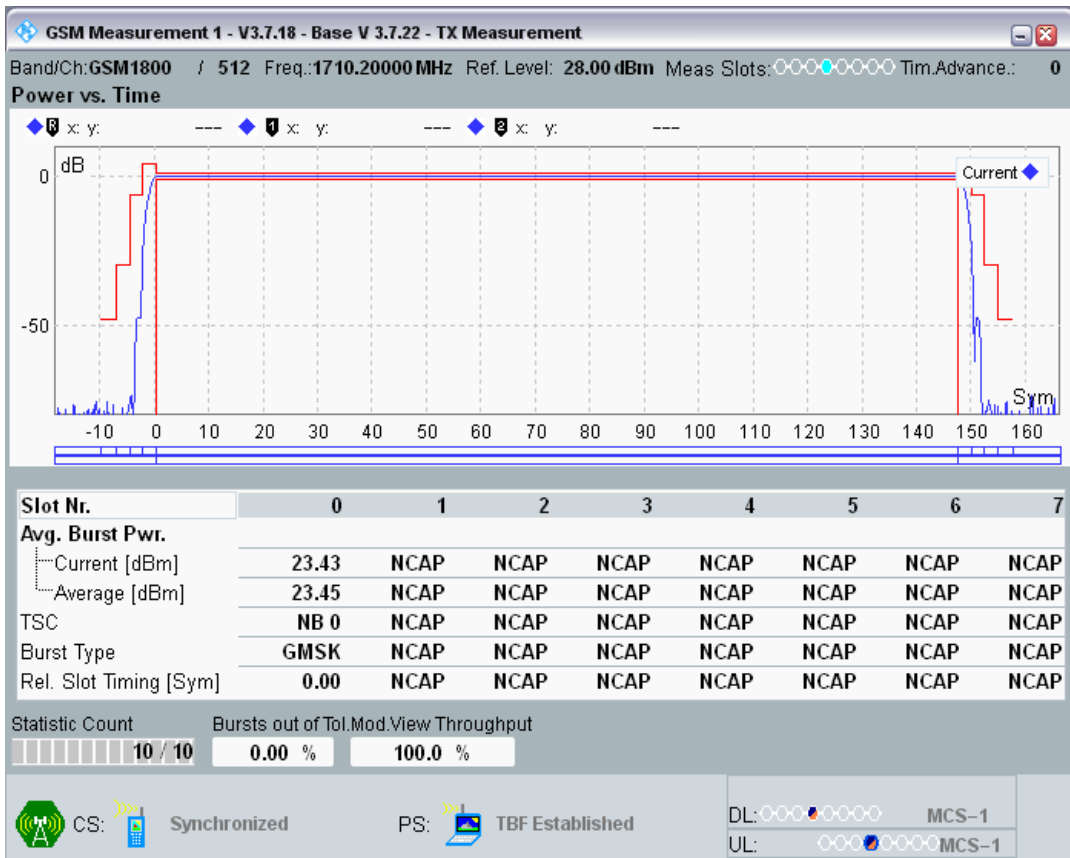 GSM Measurement 1 - V3.7.18 - Base V 3.7.22 - TX Measurement
Band/Ch:GSM1800 / 512 Freq.:1710.20000 MHz Ref. Level: 28.00 dBm Meas Slots: Tim.Advance.: 0
Power vs. Time
R x: y: --- 1 x: y: --- 2 x: y: ---
dB
Current
0
-50
Sym
-10 0 10 20 30 40 50 60 70 80 90 100 110 120 130 140 150 160
Slot Nr. 0 1 2 3 4 5 6 7
Avg. Burst Pwr.
Current [dBm] 23.43 NCAP NCAP NCAP NCAP NCAP NCAP NCAP
Average [dBm] 23.45 NCAP NCAP NCAP NCAP NCAP NCAP NCAP
TSC NB 0 NCAP NCAP NCAP NCAP NCAP NCAP NCAP
Burst Type GMSK NCAP NCAP NCAP NCAP NCAP NCAP NCAP
Rel. Slot Timing [Sym] 0.00 NCAP NCAP NCAP NCAP NCAP NCAP NCAP
Statistic Count Bursts out of Tol.Mod.View Throughput
10 / 10 0.00 % 100.0 %
CS: Synchronized PS: TBF Established
DL: MCS-1
UL: MCS-1